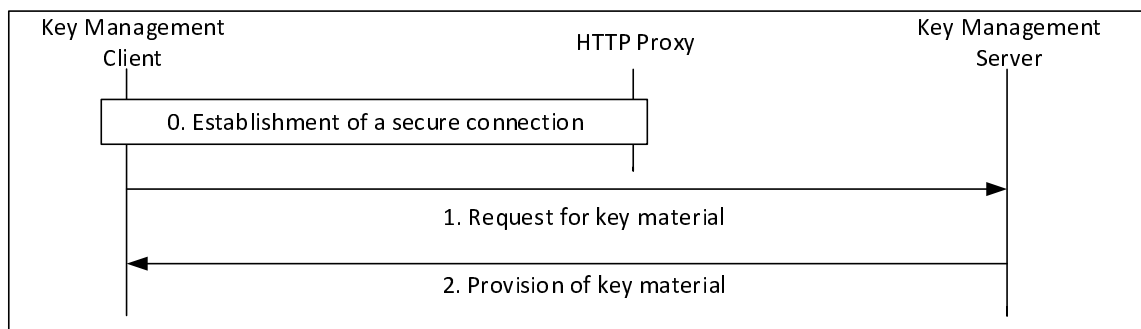 Key Management
Client
HTTP Proxy
Key Management
Server
0. Establishment of a secure connection
1. Request for key material
2. Provision of key material